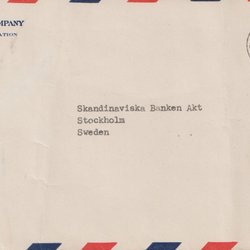 OMPANY
ATION
Skandinaviska Banken Akt
Stockholm
Sweden